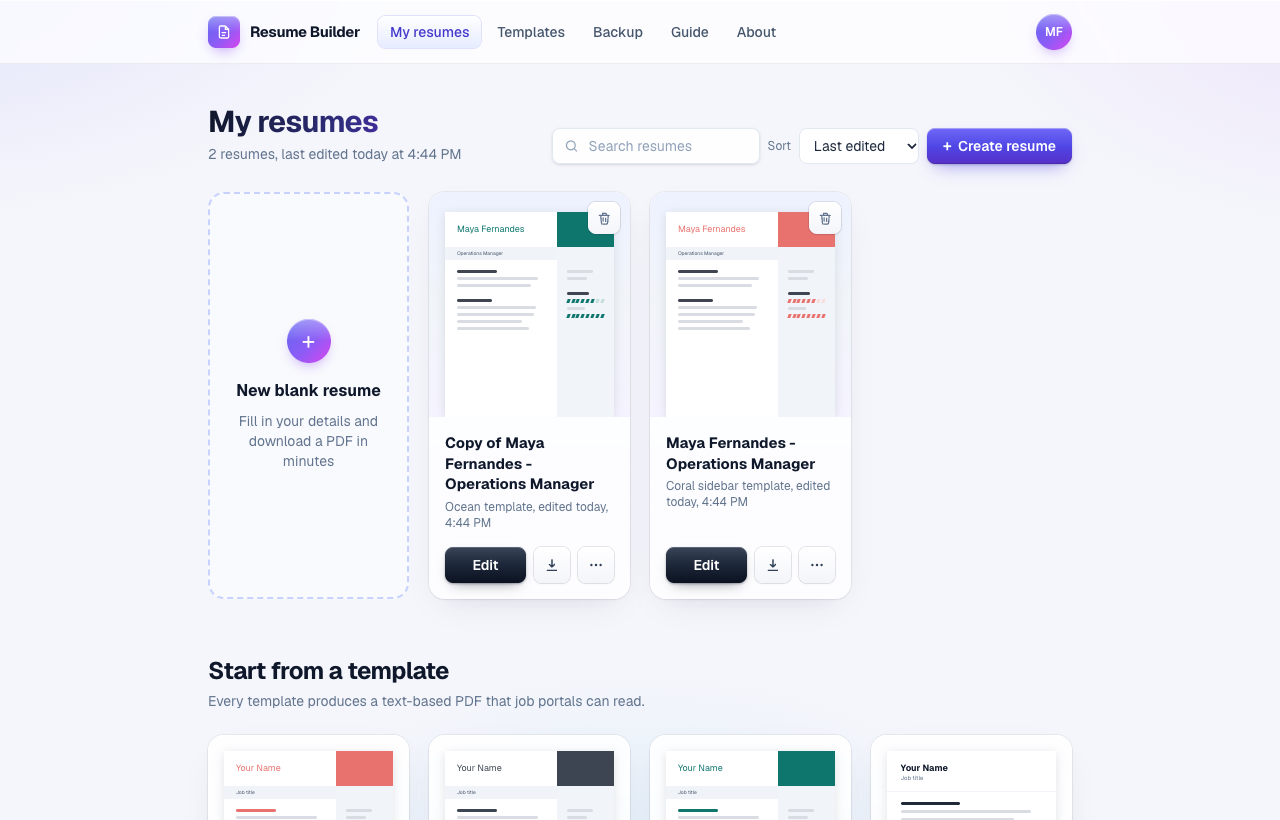 Resume Builder
My resumes
Templates
Backup
Guide
About
MF
My resumes
2 resumes, last edited today at 4:44 PM
Search resumes
Sort
Last edited
+ Create resume
+
New blank resume
Fill in your details and
download a PDF in
minutes
Maya Fernandes
Operations Manager
Copy of Maya
Fernandes -
Operations Manager
Ocean template, edited today,
4:44 PM
Edit
Maya Fernandes
Operations Manager
Maya Fernandes -
Operations Manager
Coral sidebar template, edited
today, 4:44 PM
Edit
Start from a template
Every template produces a text-based PDF that job portals can read.
Your Name
Job title
Your Name
Job title
Your Name
Job title
Your Name
Job title